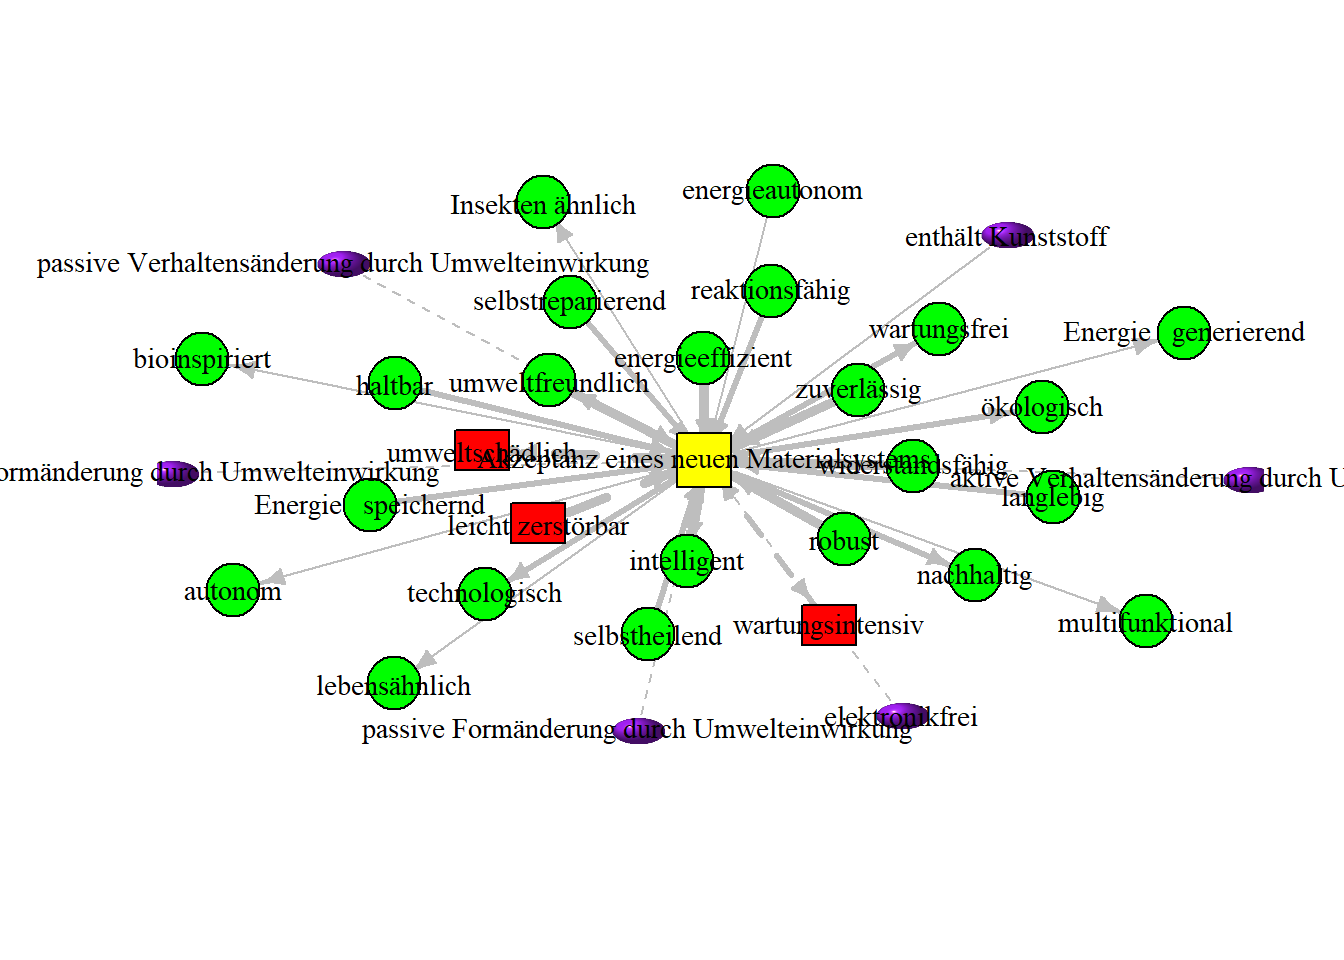 energieautonom
Insekten ähnlich
enthält Kunststoff
passive Verhaltensänderung durch Umwelteinwirkung
reaktionsfähig
selbstreparierend
wartungsfrei
Energie generierend
bioinspiriert
energieeffizient
haltbar
umweltfreundlich
zuverlässig
ökologisch
umweltschädlich
Akzeptanz eines neuen Materialsystems
widerstandsfähig
ormänderung durch Umwelteinwirkung
aktive Verhaltensänderung durch U
langlebig
Energie speichernd
leicht zerstörbar
robust
intelligent
nachhaltig
autonom
technologisch
multifunktional
wartungsintensiv
selbstheilend
lebensähnlich
elektronikfrei
passive Formänderung durch Umwelteinwirkung